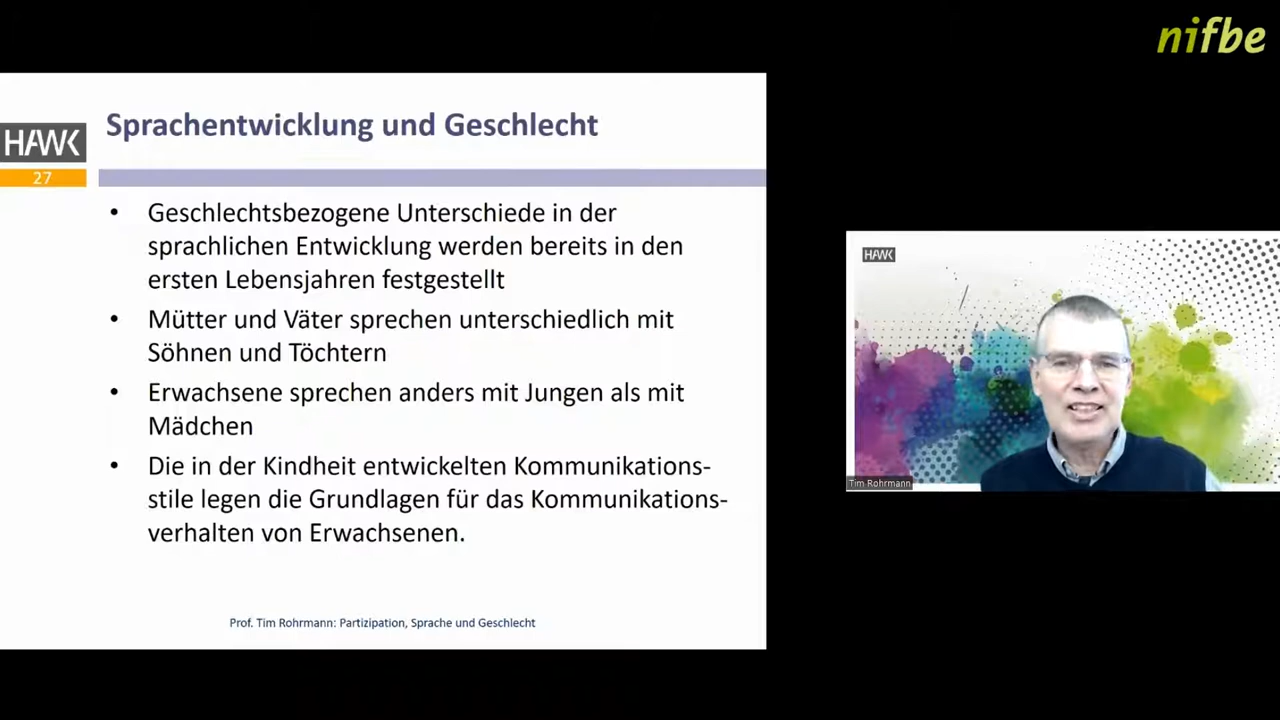 nifbe
Sprachentwicklung und Geschlecht
HAWK
27
• Geschlechtsbezogene Unterschiede in der
sprachlichen Entwicklung werden bereits in den
ersten Lebensjahren festgestellt
• Mütter und Väter sprechen unterschiedlich mit
Söhnen und Töchtern
• Erwachsene sprechen anders mit Jungen als mit
Mädchen
• Die in der Kindheit entwickelten Kommunikations-
stile legen die Grundlagen für das Kommunikations-
verhalten von Erwachsenen.
Prof. Tim Rohrmann: Partizipation, Sprache und Geschlecht
HAWK
Tim Rohrmann